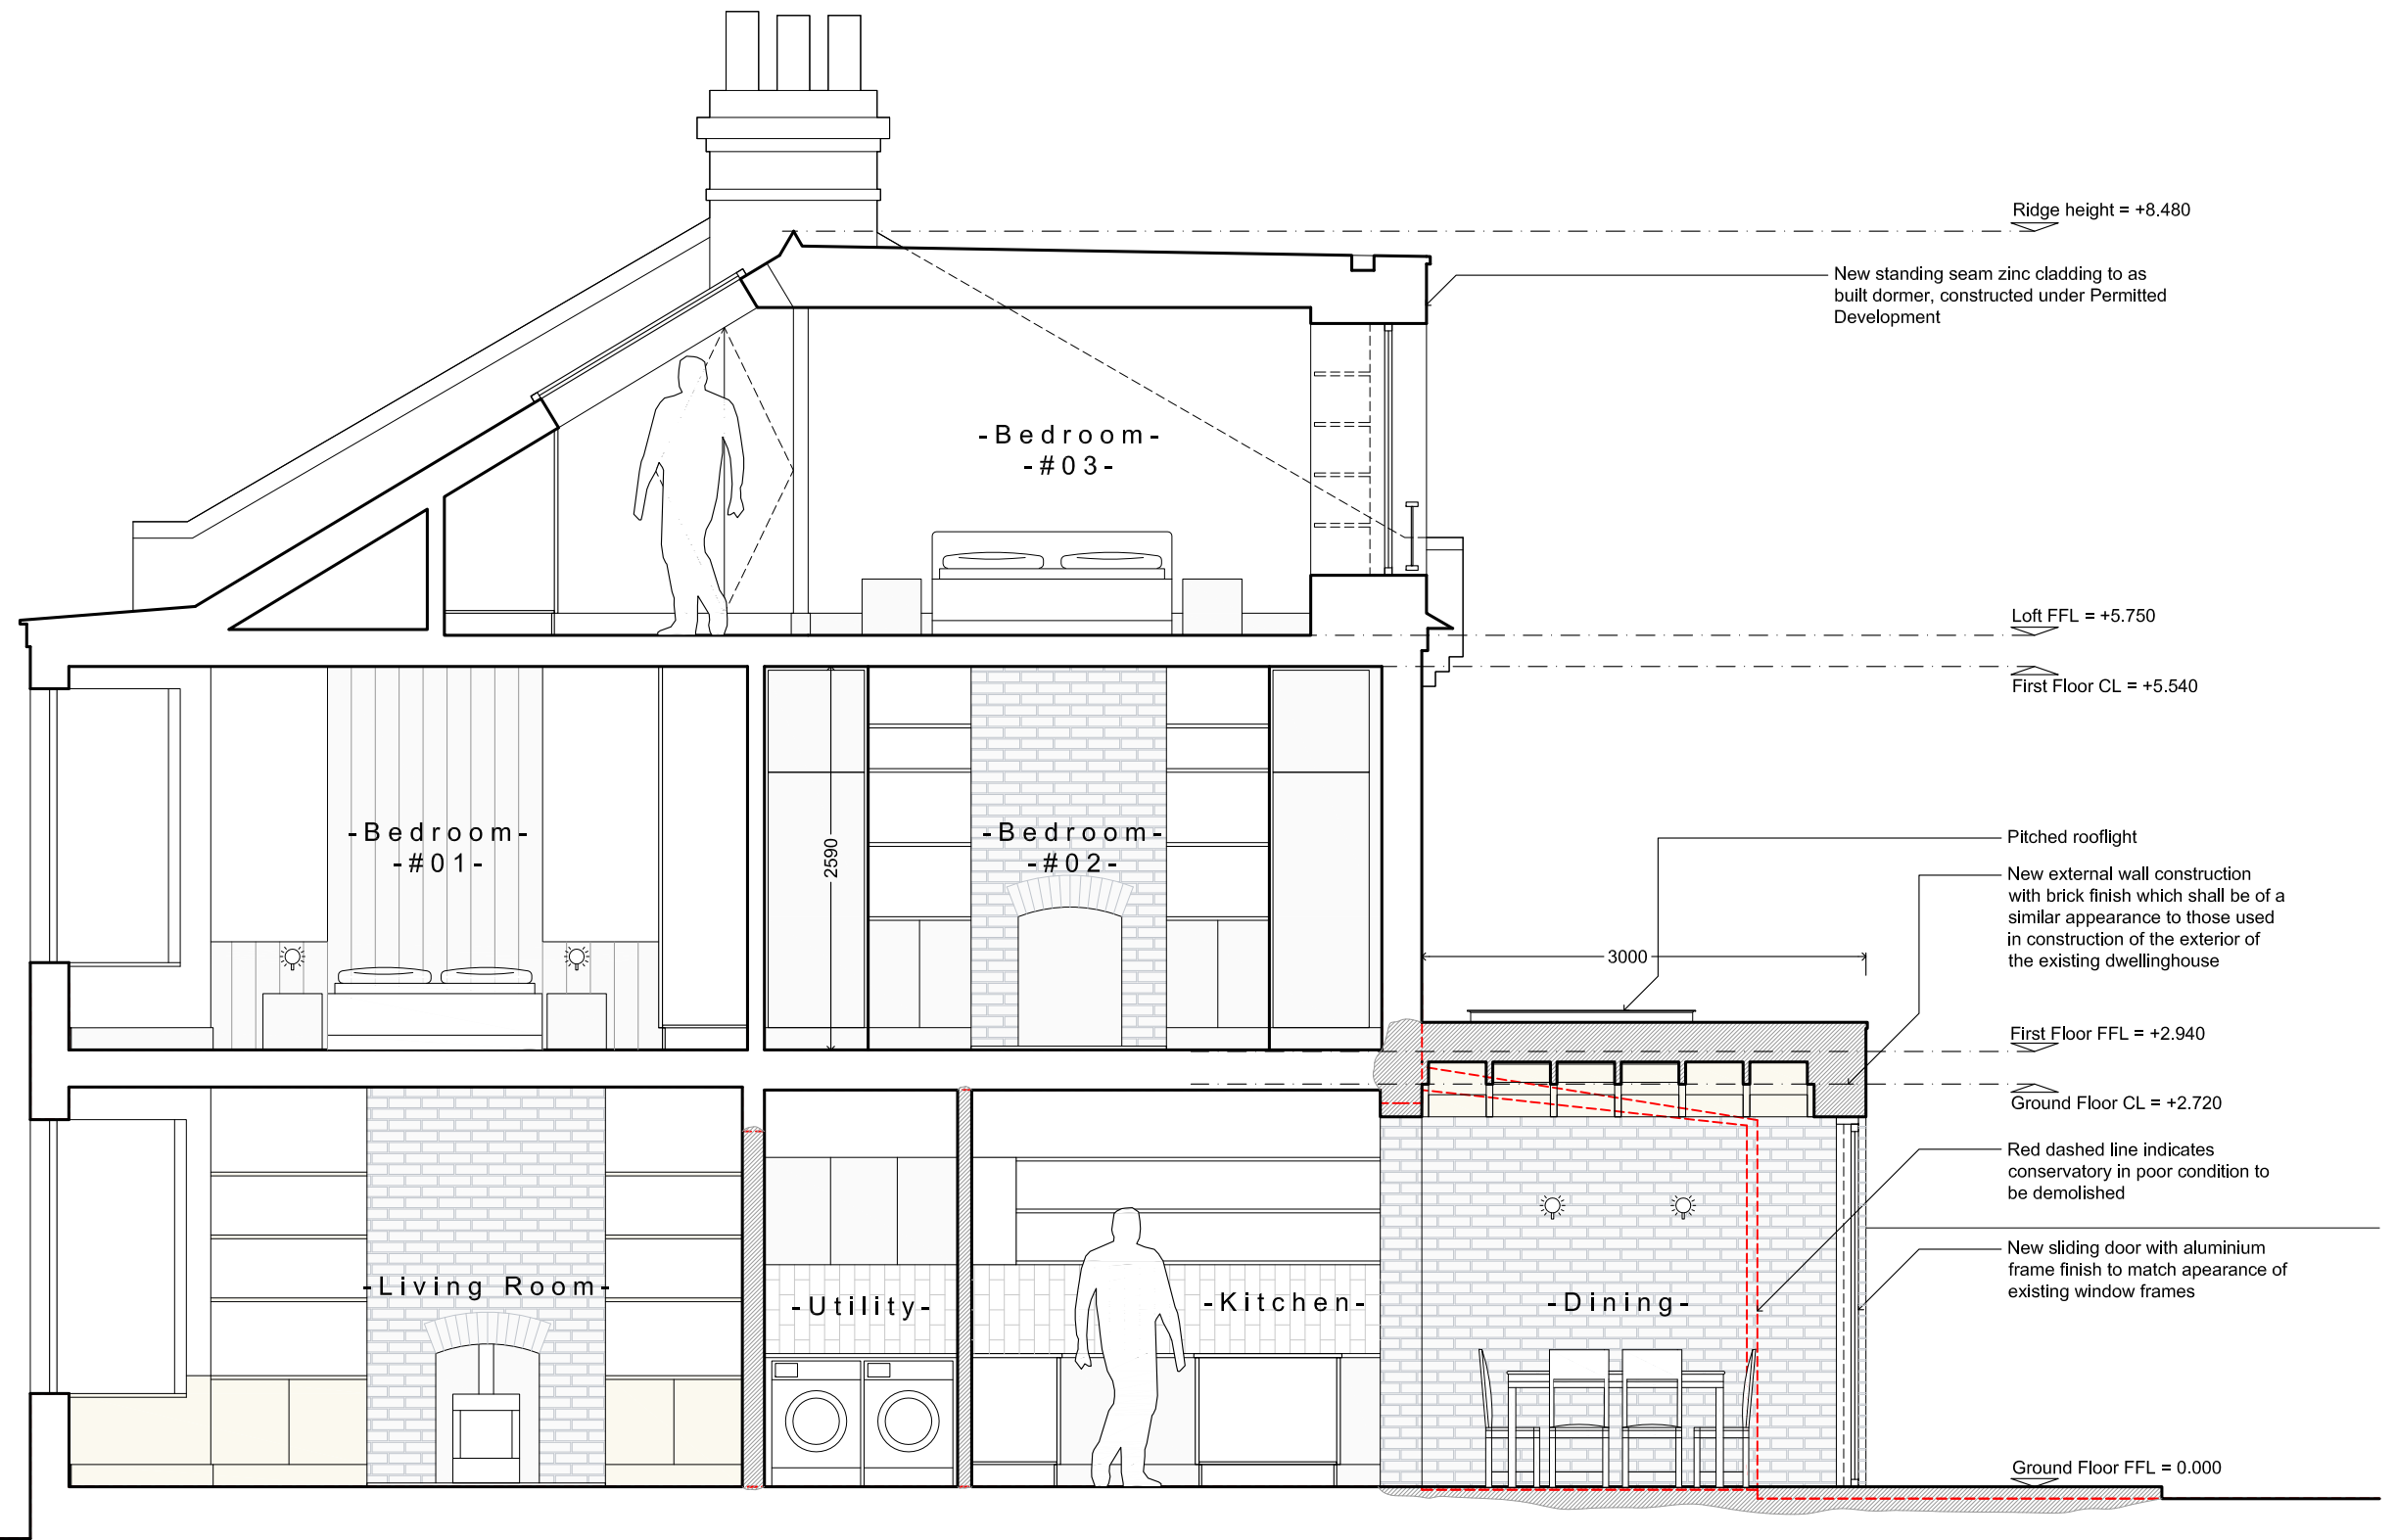 Ridge height = +8.480
New standing seam zinc cladding to as
built dormer, constructed under Permitted
Development
-Bedroom-
-#03-
Loft FFL = +5.750
First Floor CL = +5.540
-Bedroom-
-#01-
2590
-Bedroom-
-#02-
Pitched rooflight
New external wall construction
with brick finish which shall be of a
similar appearance to those used
in construction of the exterior of
the existing dwellinghouse
3000
First Floor FFL = +2.940
Ground Floor CL = +2.720
Red dashed line indicates
conservatory in poor condition to
be demolished
New sliding door with aluminium
frame finish to match apearance of
existing window frames
-Living Room-
-Utility-
-Kitchen-
-Dining-
Ground Floor FFL = 0.000